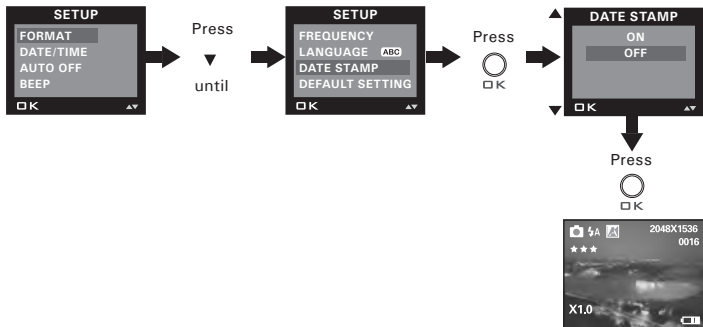 SETUP
FORMAT
DATE/TIME
AUTO OFF
BEEP
OK
Press
until
SETUP
FREQUENCY
LANGUAGE ABC
DATE STAMP
DEFAULT SETTING
OK
Press
OK
DATE STAMP
ON
OFF
OK
Press
OK
A 2048X1536
0016
X1.0